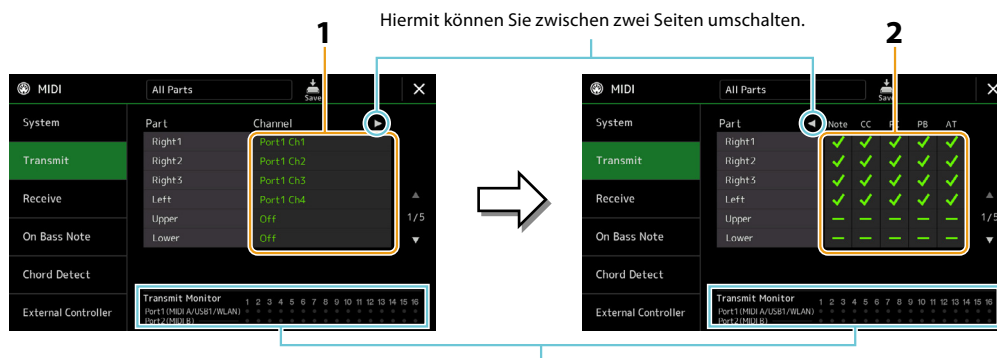 Hiermit können Sie zwischen zwei Seiten umschalten.
1
2
MIDI
All Parts
Save
System
Transmit
Receive
On Bass Note
Chord Detect
External Controller
Part Channel
Right1 Port1 Ch1
Right2 Port1 Ch2
Right3 Port1 Ch3
Left Port1 Ch4
Upper Off
Lower Off
1/5
Transmit Monitor 1 2 3 4 5 6 7 8 9 10 11 12 13 14 15 16
Port1(MIDI A/USB1/WLAN)
Port2(MIDI B)
MIDI
All Parts
Save
System
Transmit
Receive
On Bass Note
Chord Detect
External Controller
Part Note CC PC PB AT
Right1
Right2
Right3
Left
Upper
Lower
1/5
Transmit Monitor 1 2 3 4 5 6 7 8 9 10 11 12 13 14 15 16
Port1(MIDI A/USB1/WLAN)
Port2(MIDI B)